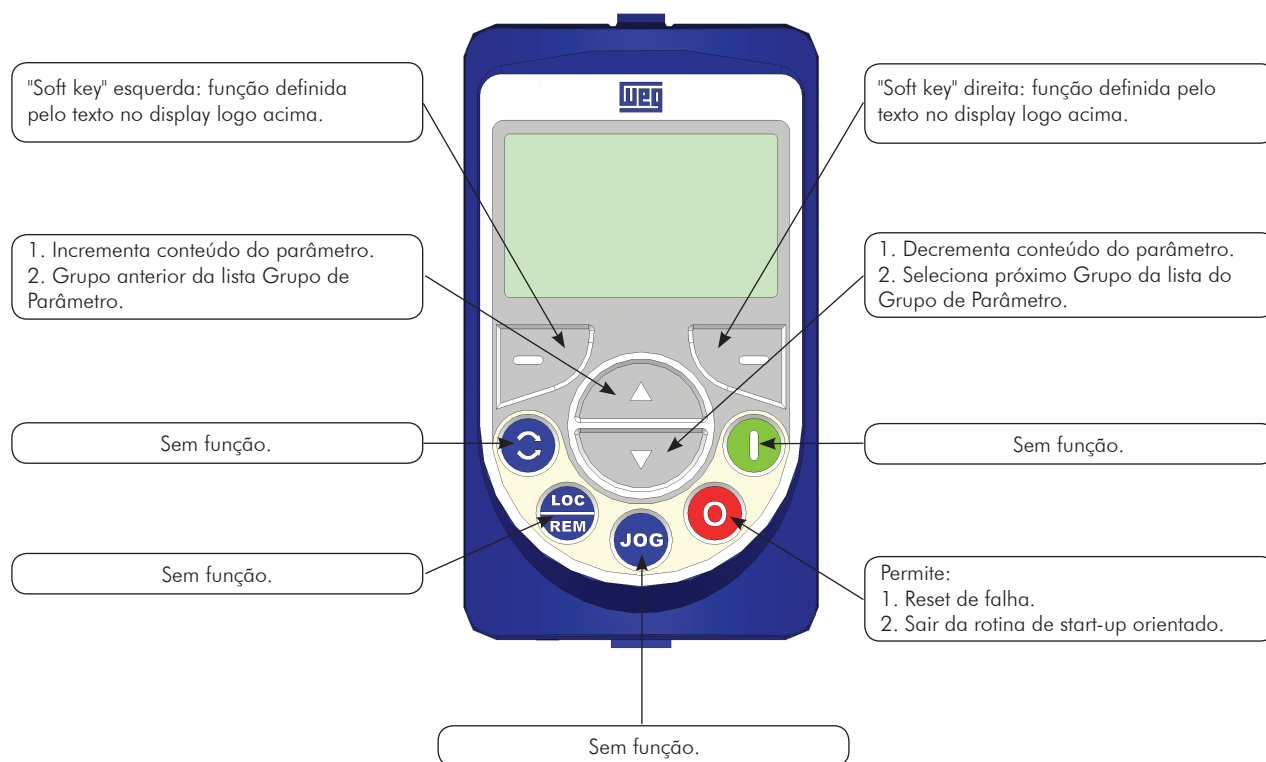 "Soft key" esquerda: função definida
pelo texto no display logo acima.
weg
"Soft key" direita: função definida pelo
texto no display logo acima.
1. Incrementa conteúdo do parâmetro.
2. Grupo anterior da lista Grupo de
Parâmetro.
1. Decrementa conteúdo do parâmetro.
2. Seleciona próximo Grupo da lista do
Grupo de Parâmetro.
Sem função.
Sem função.
LOC
REM
JOG
O
Sem função.
Permite:
1. Reset de falha.
2. Sair da rotina de start-up orientado.
Sem função.